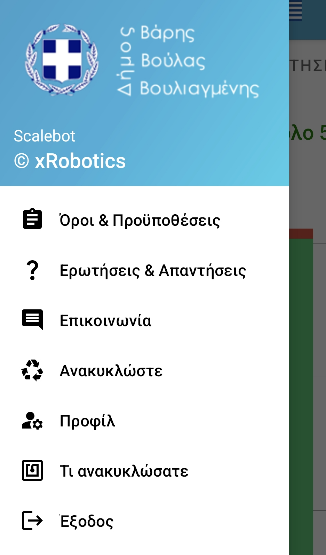 Δήμος
Βάρης
Βούλας
Βουλιαγμένης
Scalebot
© xRobotics
Όροι & Προϋποθέσεις
Ερωτήσεις & Απαντήσεις
Επικοινωνία
Ανακυκλώστε
Προφίλ
Τι ανακυκλώσατε
Έξοδος